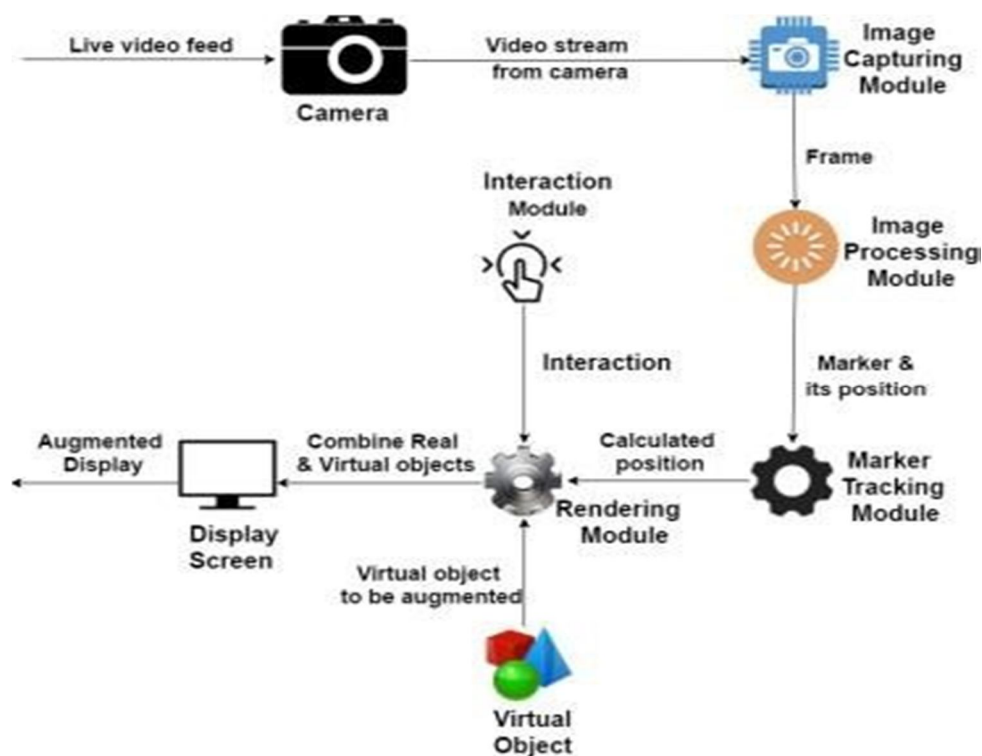 Live video feed
Camera
Video stream
from camera
Image
Capturing
Module
Frame
Image
Processing
Module
Marker &
its position
Marker
Tracking
Module
Calculated
position
Interaction
Module
Interaction
Rendering
Module
Virtual object
to be augmented
Virtual
Object
Combine Real
& Virtual objects
Display
Screen
Augmented
Display